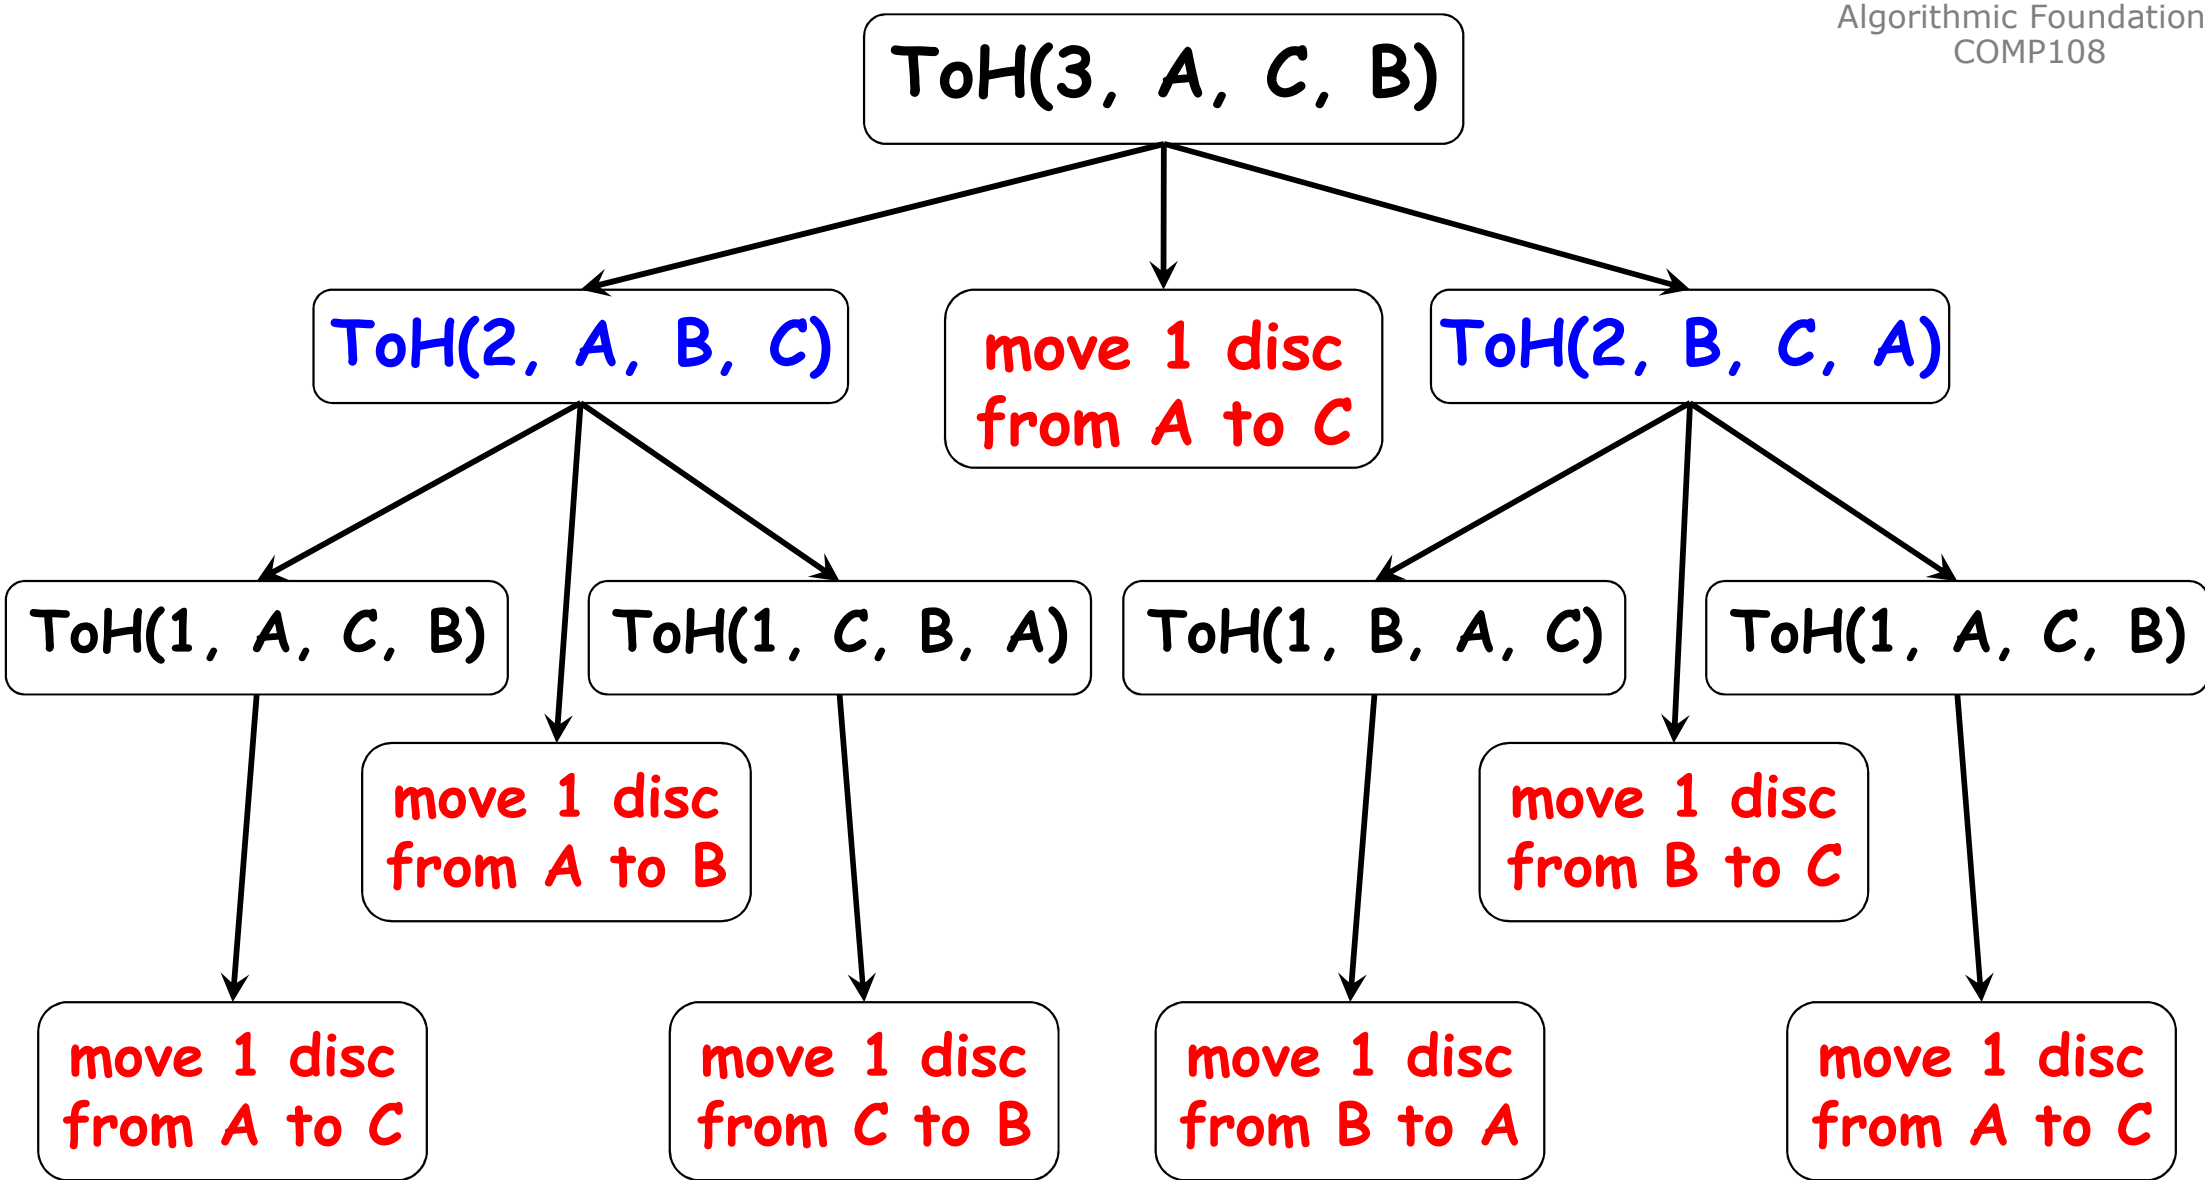 Algorithmic Foundation
COMP108
ToH(3, A, C, B)
ToH(2, A, B, C)
move 1 disc
from A to C
ToH(2, B, C, A)
ToH(1, A, C, B)
ToH(1, C, B, A)
ToH(1, B, A, C)
ToH(1, A, C, B)
move 1 disc
from A to B
move 1 disc
from B to C
move 1 disc
from A to C
move 1 disc
from C to B
move 1 disc
from B to A
move 1 disc
from A to C